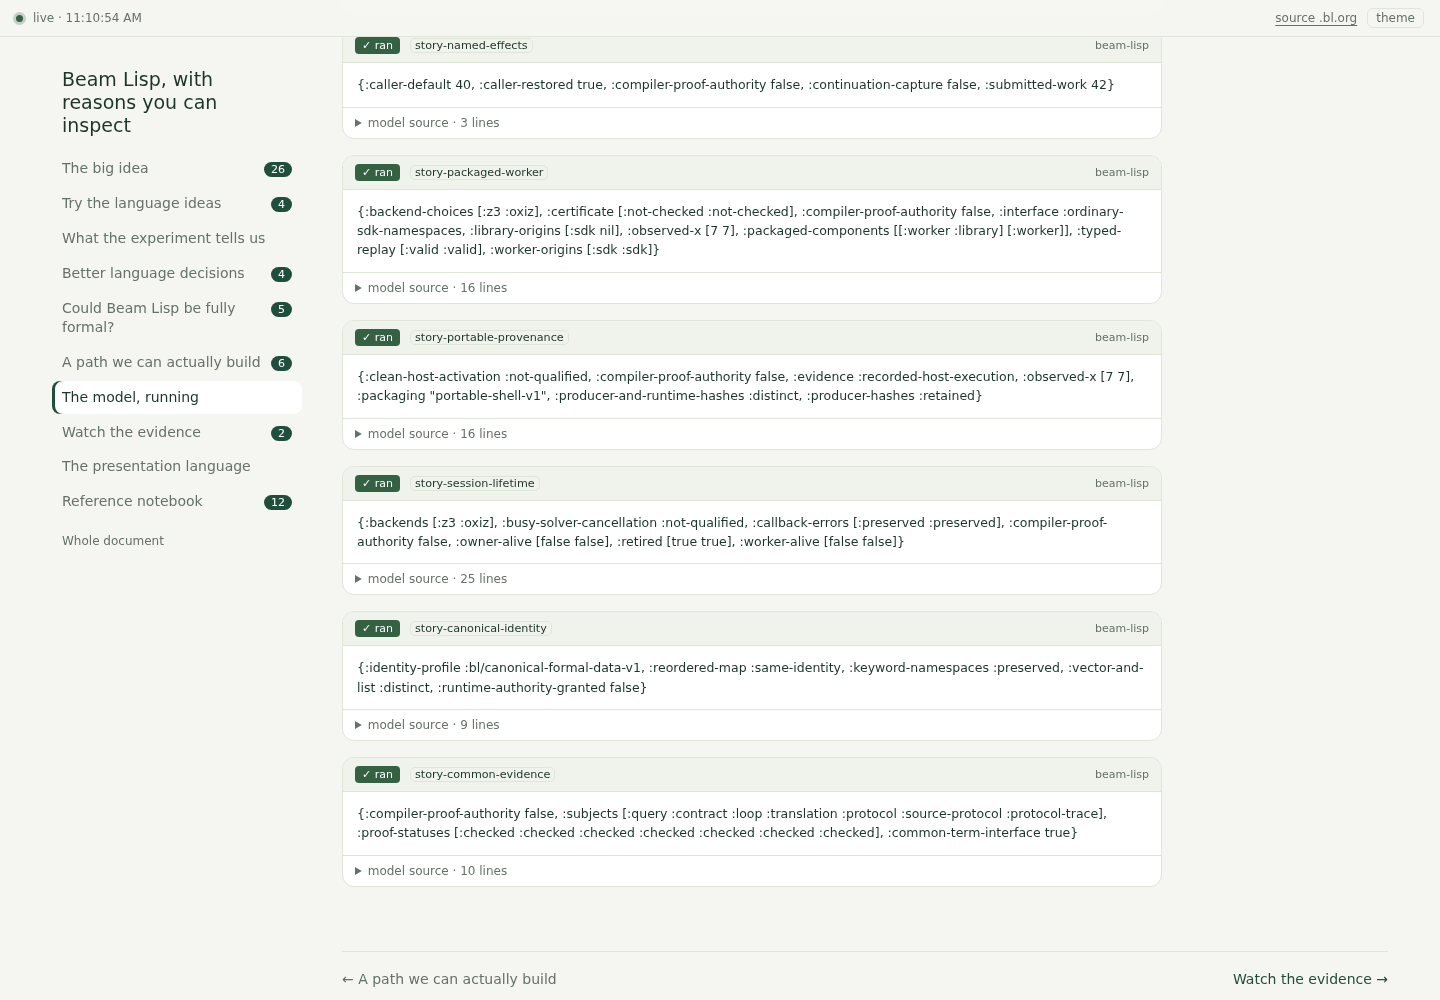 live · 11:10:54 AM
source .bl.org
theme
Beam Lisp, with
reasons you can
inspect
The big idea 26
Try the language ideas 4
What the experiment tells us
Better language decisions 4
Could Beam Lisp be fully 5
formal?
A path we can actually build 6
The model, running
Watch the evidence 2
The presentation language
Reference notebook 12
Whole document
✓ ran story-named-effects beam-lisp
{:caller-default 40, :caller-restored true, :compiler-proof-authority false, :continuation-capture false, :submitted-work 42}
▶ model source · 3 lines
✓ ran story-packaged-worker beam-lisp
{:backend-choices [:z3 :oxiz], :certificate [:not-checked :not-checked], :compiler-proof-authority false, :interface :ordinary-
sdk-namespaces, :library-origins [:sdk nil], :observed-x [7 7], :packaged-components [[:worker :library] [:worker]], :typed-
replay [:valid :valid], :worker-origins [:sdk :sdk]}
▶ model source · 16 lines
✓ ran story-portable-provenance beam-lisp
{:clean-host-activation :not-qualified, :compiler-proof-authority false, :evidence :recorded-host-execution, :observed-x [7 7],
:packaging "portable-shell-v1", :producer-and-runtime-hashes :distinct, :producer-hashes :retained}
▶ model source · 16 lines
✓ ran story-session-lifetime beam-lisp
{:backends [:z3 :oxiz], :busy-solver-cancellation :not-qualified, :callback-errors [:preserved :preserved], :compiler-proof-
authority false, :owner-alive [false false], :retired [true true], :worker-alive [false false]}
▶ model source · 25 lines
✓ ran story-canonical-identity beam-lisp
{:identity-profile :bl/canonical-formal-data-v1, :reordered-map :same-identity, :keyword-namespaces :preserved, :vector-and-
list :distinct, :runtime-authority-granted false}
▶ model source · 9 lines
✓ ran story-common-evidence beam-lisp
{:compiler-proof-authority false, :subjects [:query :contract :loop :translation :protocol :source-protocol :protocol-trace],
:proof-statuses [:checked :checked :checked :checked :checked :checked :checked], :common-term-interface true}
▶ model source · 10 lines
← A path we can actually build
Watch the evidence →